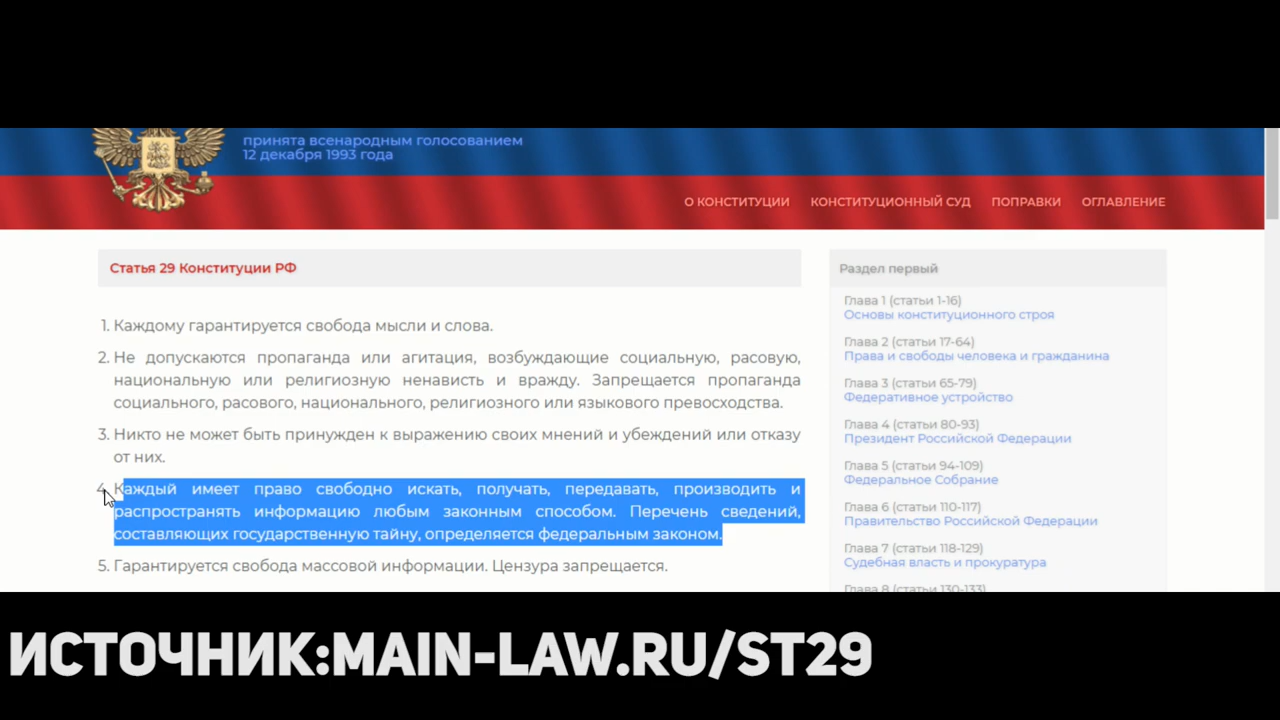 принята всенародным голосованием
12 декабря 1993 года
О КОНСТИТУЦИИ КОНСТИТУЦИОННЫЙ СУД ПОПРАВКИ ОГЛАВЛЕНИЕ
Статья 29 Конституции РФ
1. Каждому гарантируется свобода мысли и слова.
2. Не допускаются пропаганда или агитация, возбуждающие социальную, расовую,
национальную или религиозную ненависть и вражду. Запрещается пропаганда
социального, расового, национального, религиозного или языкового превосходства.
3. Никто не может быть принужден к выражению своих мнений и убеждений или отказу
от них.
4. Каждый имеет право свободно искать, получать, передавать, производить и
распространять информацию любым законным способом. Перечень сведений,
составляющих государственную тайну, определяется федеральным законом.
5. Гарантируется свобода массовой информации. Цензура запрещается.
Раздел первый
Глава 1 (статьи 1-16)
Основы конституционного строя
Глава 2 (статьи 17-64)
Права и свободы человека и гражданина
Глава 3 (статьи 65-79)
Федеративное устройство
Глава 4 (статьи 80-93)
Президент Российской Федерации
Глава 5 (статьи 94-109)
Федеральное Собрание
Глава 6 (статьи 110-117)
Правительство Российской Федерации
Глава 7 (статьи 118-129)
Судебная власть и прокуратура
Глава 8 (статьи 130-133)
ИСТОЧНИК:MAIN-LAW.RU/ST29